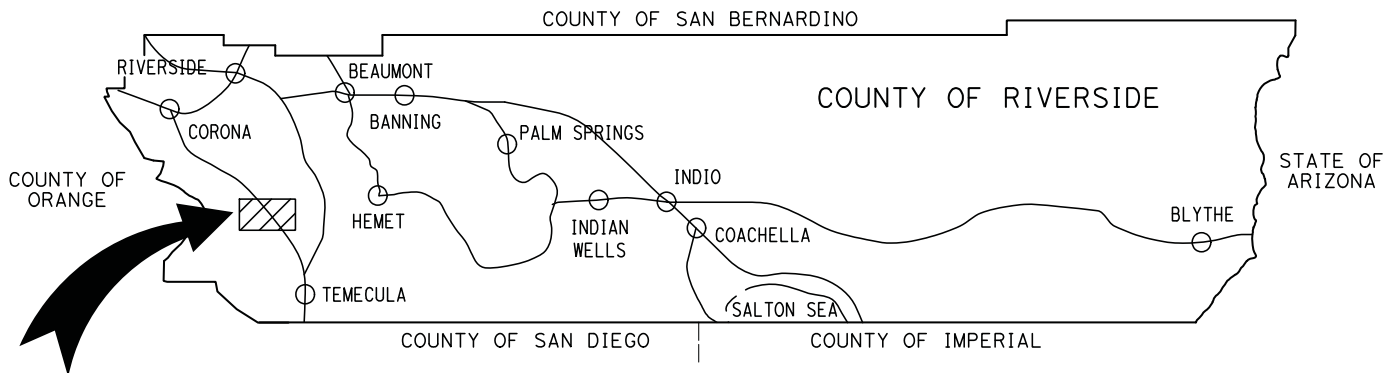 COUNTY OF SAN BERNARDINO
RIVERSIDE
BEAUMONT
COUNTY OF RIVERSIDE
CORONA
BANNING
PALM SPRINGS
COUNTY OF
ORANGE
STATE OF
ARIZONA
INDIO
HEMET
INDIAN
WELLS
COACHELLA
BLYTHE
TEMECULA
SALTON SEA
COUNTY OF SAN DIEGO
COUNTY OF IMPERIAL